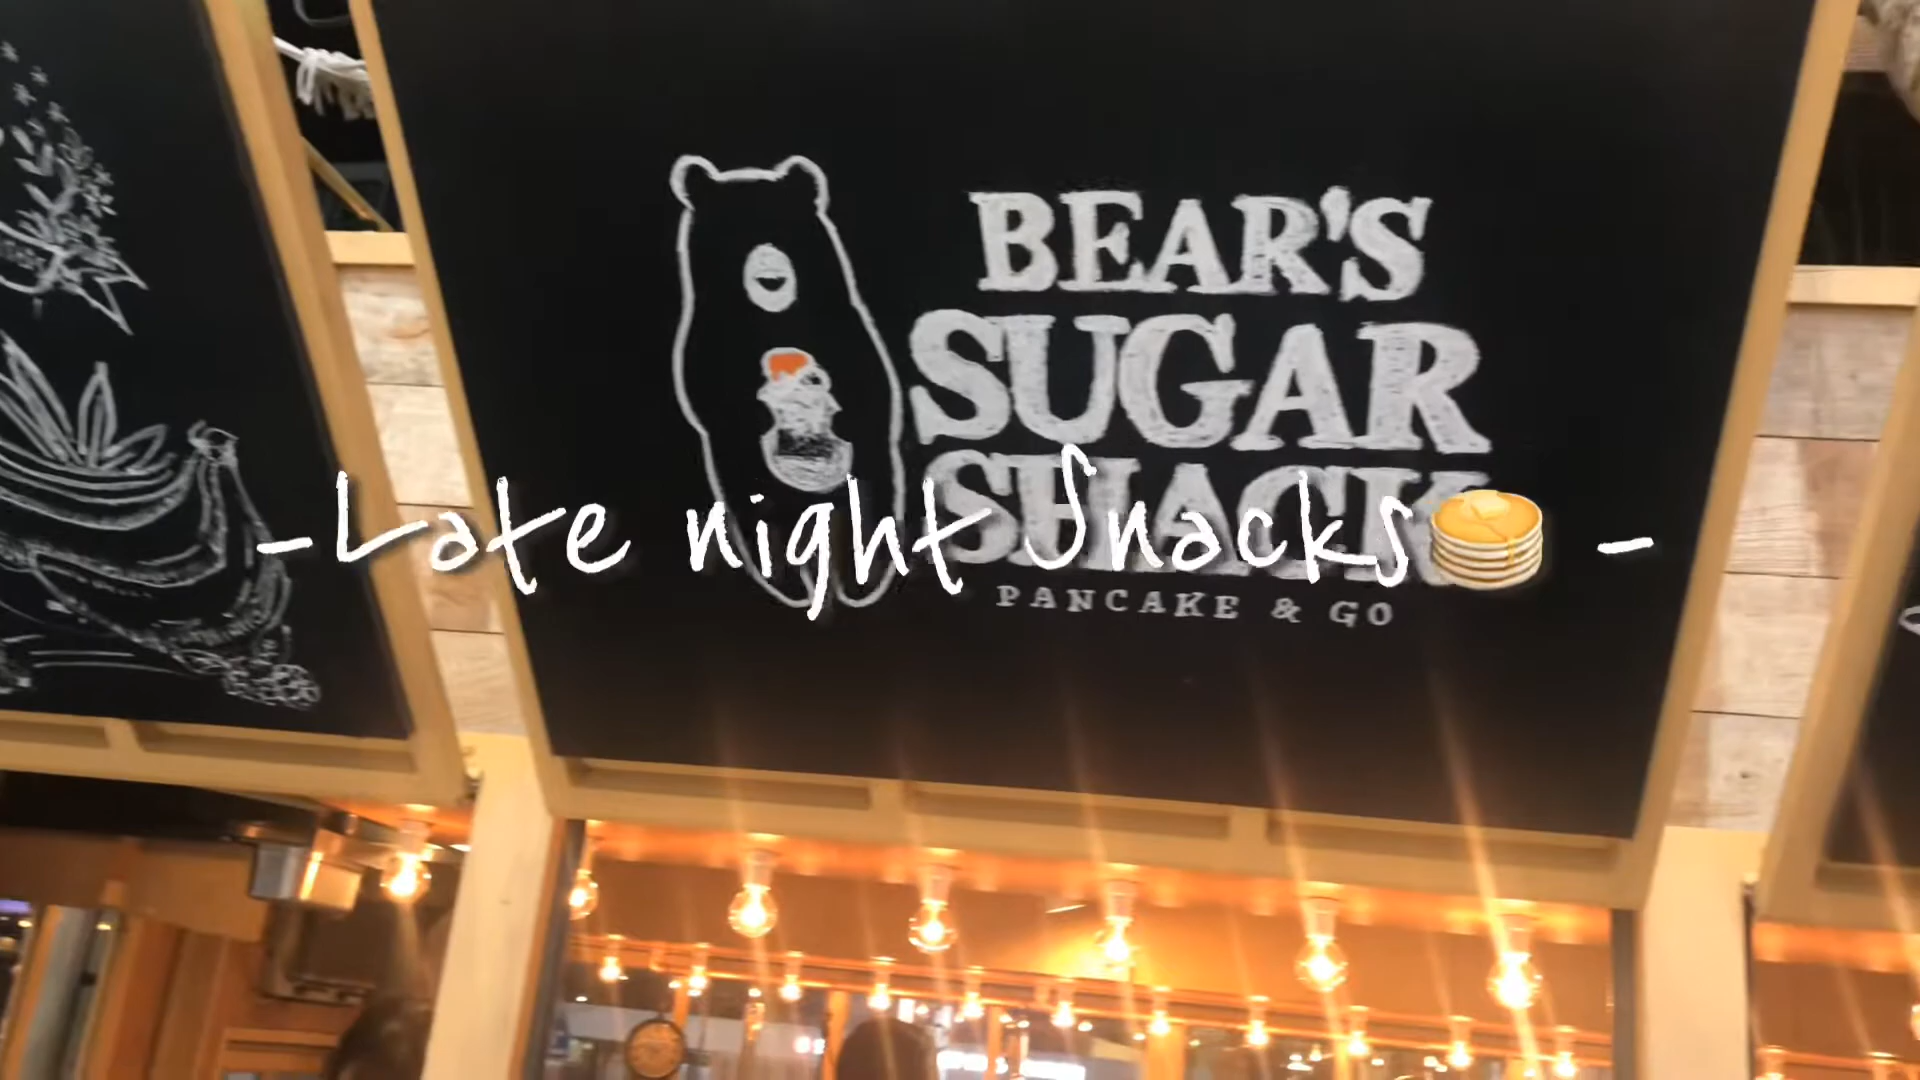 BEAR'S
SUGAR
SHACK
-Late night Snacks🥞 -
PANCAKE & GO